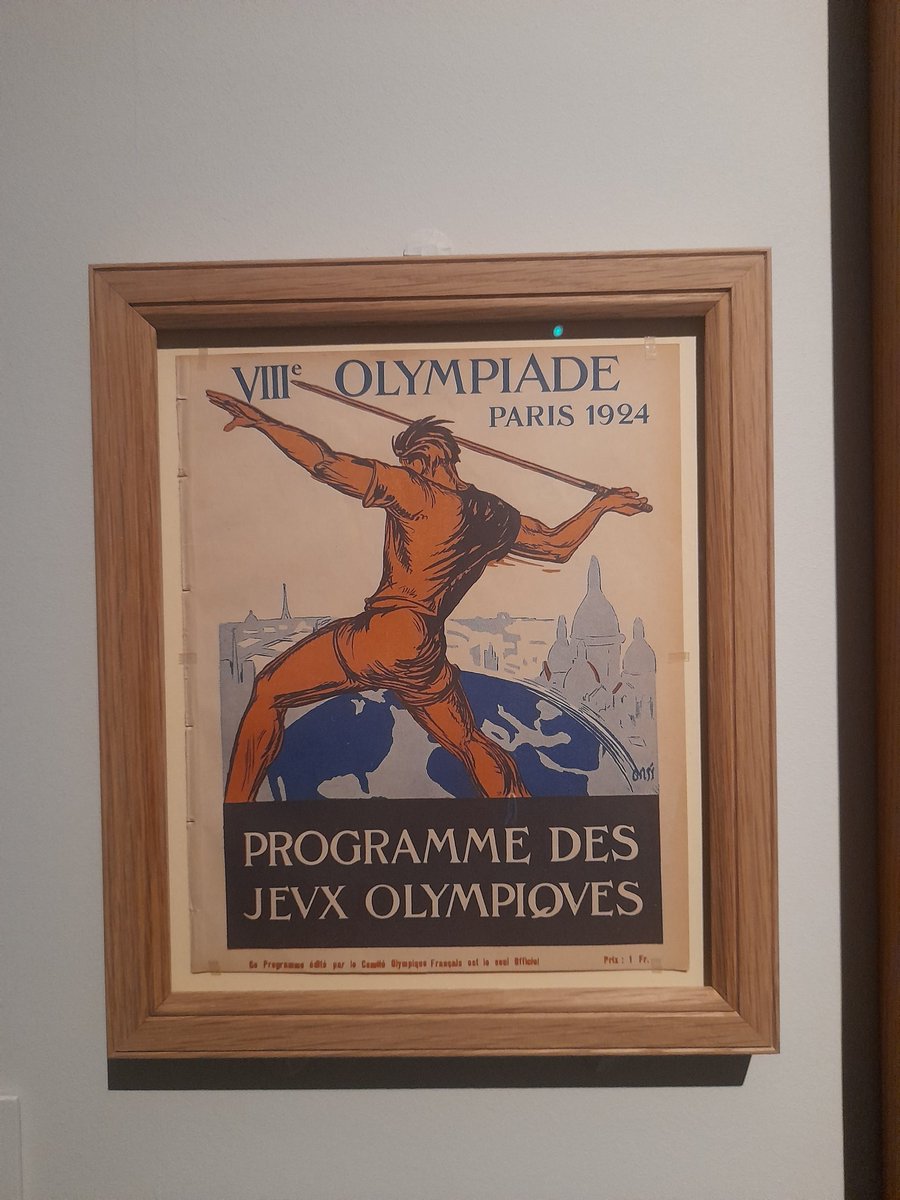 VIIIe OLYMPIADE
PARIS 1924
Orsi
PROGRAMME DES
JEVX OLYMPIQVES
Ce Programme édité par le Comité Olympique Français est le seul Officiel
Prix : 1 Fr.